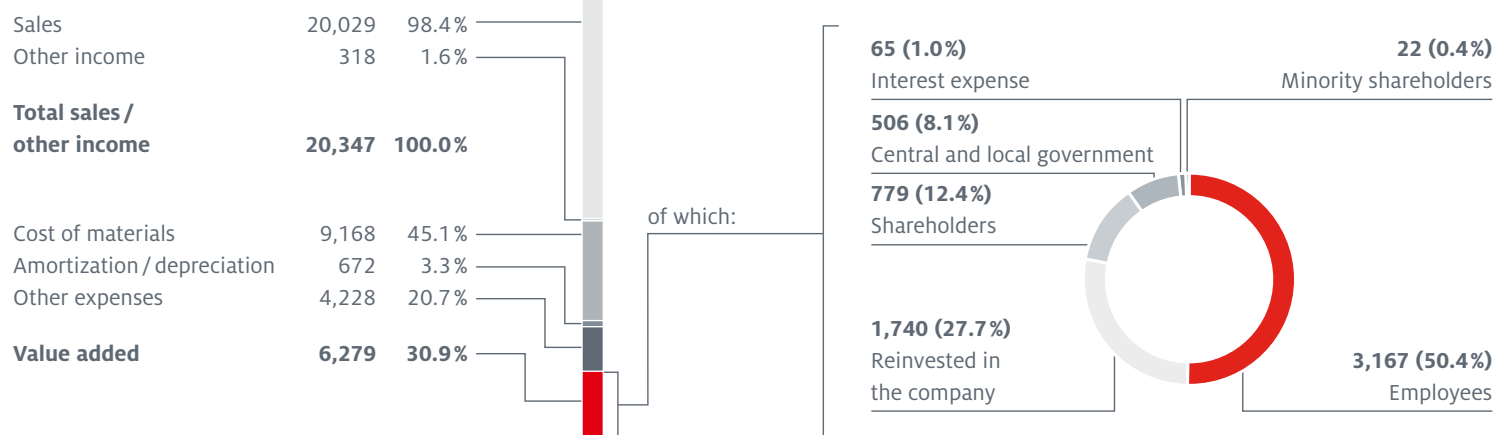 Sales 20,029 98.4%
Other income 318 1.6%
Total sales /
other income 20,347 100.0%
Cost of materials 9,168 45.1%
Amortization / depreciation 672 3.3%
Other expenses 4,228 20.7%
Value added 6,279 30.9%
of which:
65 (1.0%)
Interest expense
22 (0.4%)
Minority shareholders
506 (8.1%)
Central and local government
779 (12.4%)
Shareholders
1,740 (27.7%)
Reinvested in
the company
3,167 (50.4%)
Employees